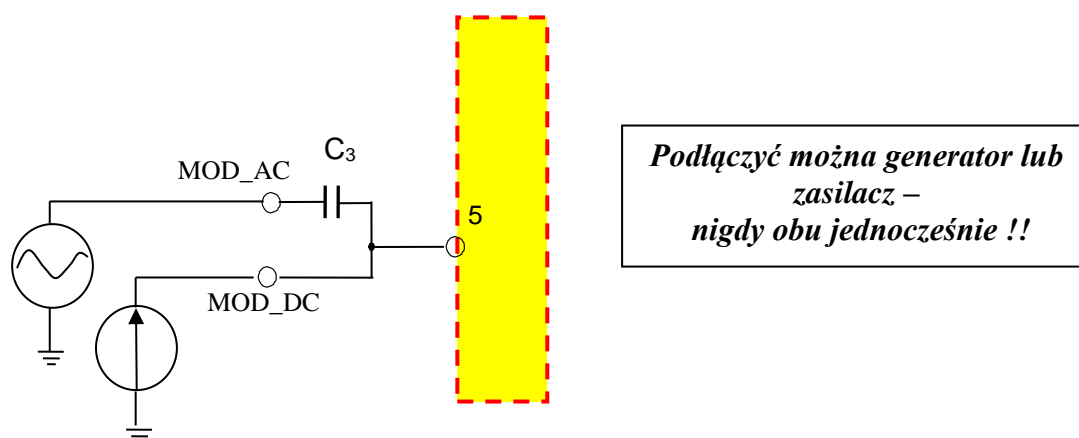 C₃
MOD_AC
5
MOD_DC
Podłączyć można generator lub
zasilacz –
nigdy obu jednocześnie !!